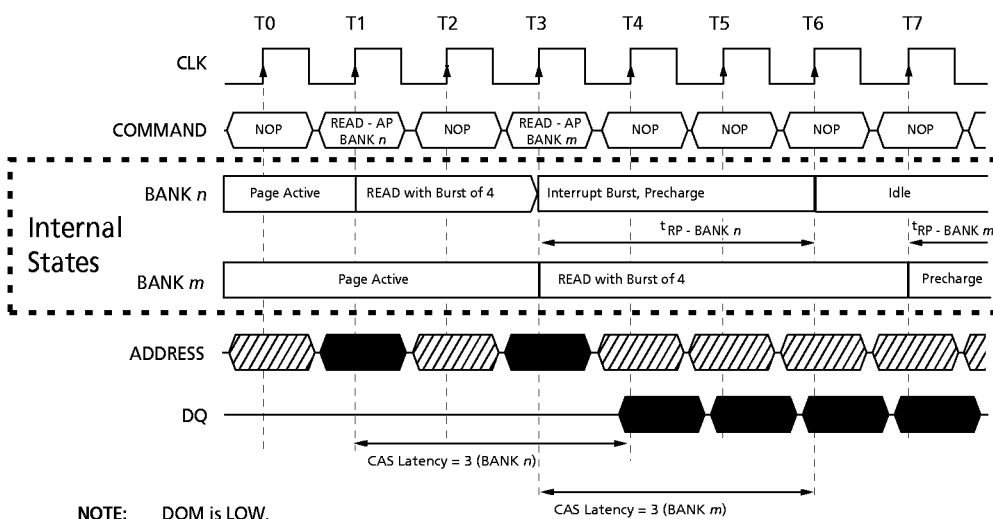 T0 T1 T2 T3 T4 T5 T6 T7
CLK
COMMAND NOP READ - AP BANK n NOP READ - AP BANK m NOP NOP NOP NOP
BANK n Page Active READ with Burst of 4 Interrupt Burst, Precharge Idle
Internal States
tRP - BANK n tRP - BANK m
BANK m Page Active READ with Burst of 4 Precharge
ADDRESS
DQ
CAS Latency = 3 (BANK n)
CAS Latency = 3 (BANK m)
NOTE: DQM is LOW.